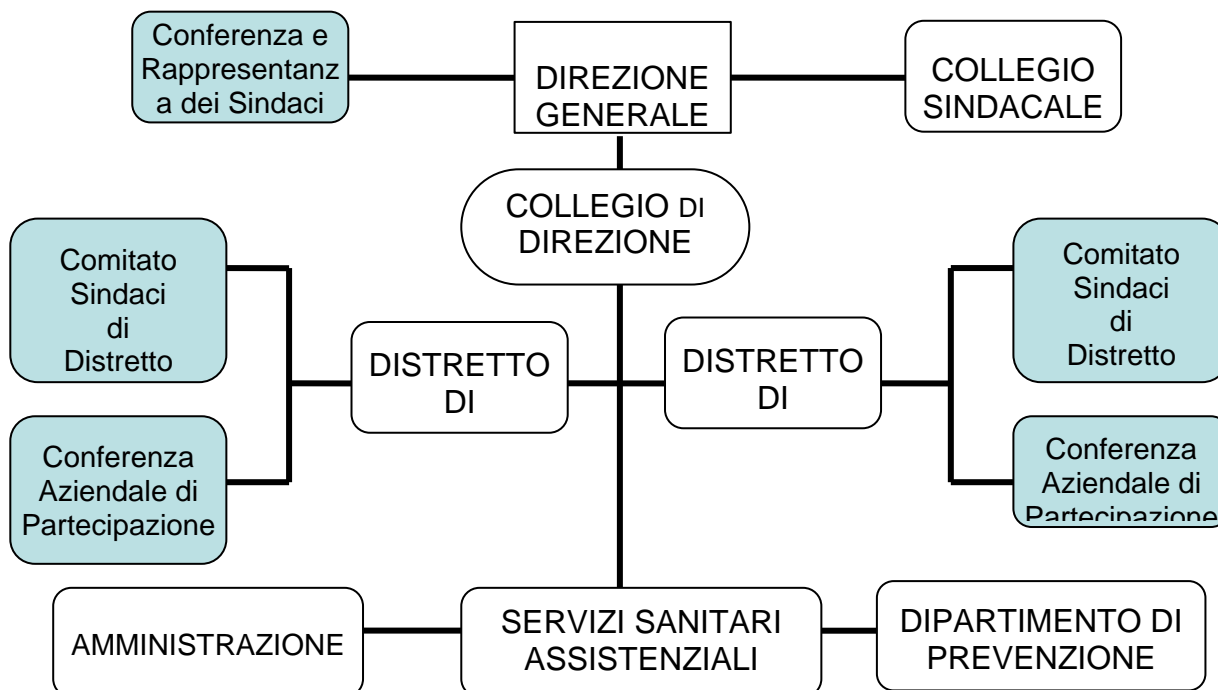 Conferenza e
Rappresentanz
a dei Sindaci
DIREZIONE
GENERALE
COLLEGIO
SINDACALE
COLLEGIO DI
DIREZIONE
Comitato
Sindaci
di
Distretto
DISTRETTO
DI
DISTRETTO
DI
Comitato
Sindaci
di
Distretto
Conferenza
Aziendale di
Partecipazione
Conferenza
Aziendale di
Partecipazione
AMMINISTRAZIONE
SERVIZI SANITARI
ASSISTENZIALI
DIPARTIMENTO DI
PREVENZIONE